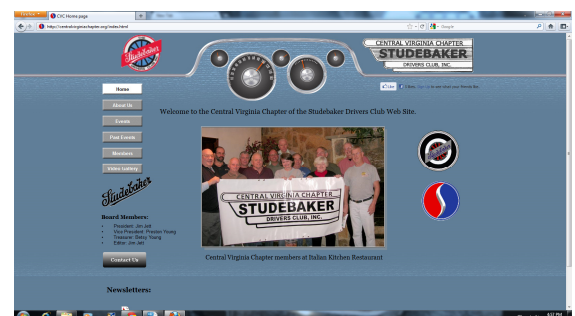 CVC Home page
http://centralvirginiachapter.org/index.html
Google
Studebaker
CENTRAL VIRGINIA CHAPTER
STUDEBAKER
DRIVERS CLUB, INC.
Like
Home
About Us
Events
Past Events
Members
Video Gallery
Welcome to the Central Virginia Chapter of the Studebaker Drivers Club Web Site.
CENTRAL VIRGINIA CHAPTER
STUDEBAKER
DRIVERS CLUB, INC.
Studebaker
Board Members:
President: Jim Jett
Vice President: Preston Young
Treasurer: Betsy Young
Editor: Jim Jett
Contact Us
Central Virginia Chapter members at Italian Kitchen Restaurant
Newsletters:
4:37 PM